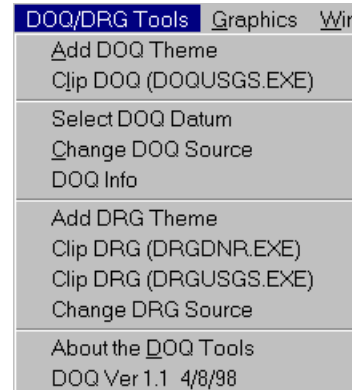 DOQ/DRG Tools Graphics
Add DOQ Theme
Clip DOQ (DOQUSGS.EXE)
Select DOQ Datum
Change DOQ Source
DOQ Info
Add DRG Theme
Clip DRG (DRGDNR.EXE)
Clip DRG (DRGUSGS.EXE)
Change DRG Source
About the DOQ Tools
DOQ Ver 1.1 4/8/98